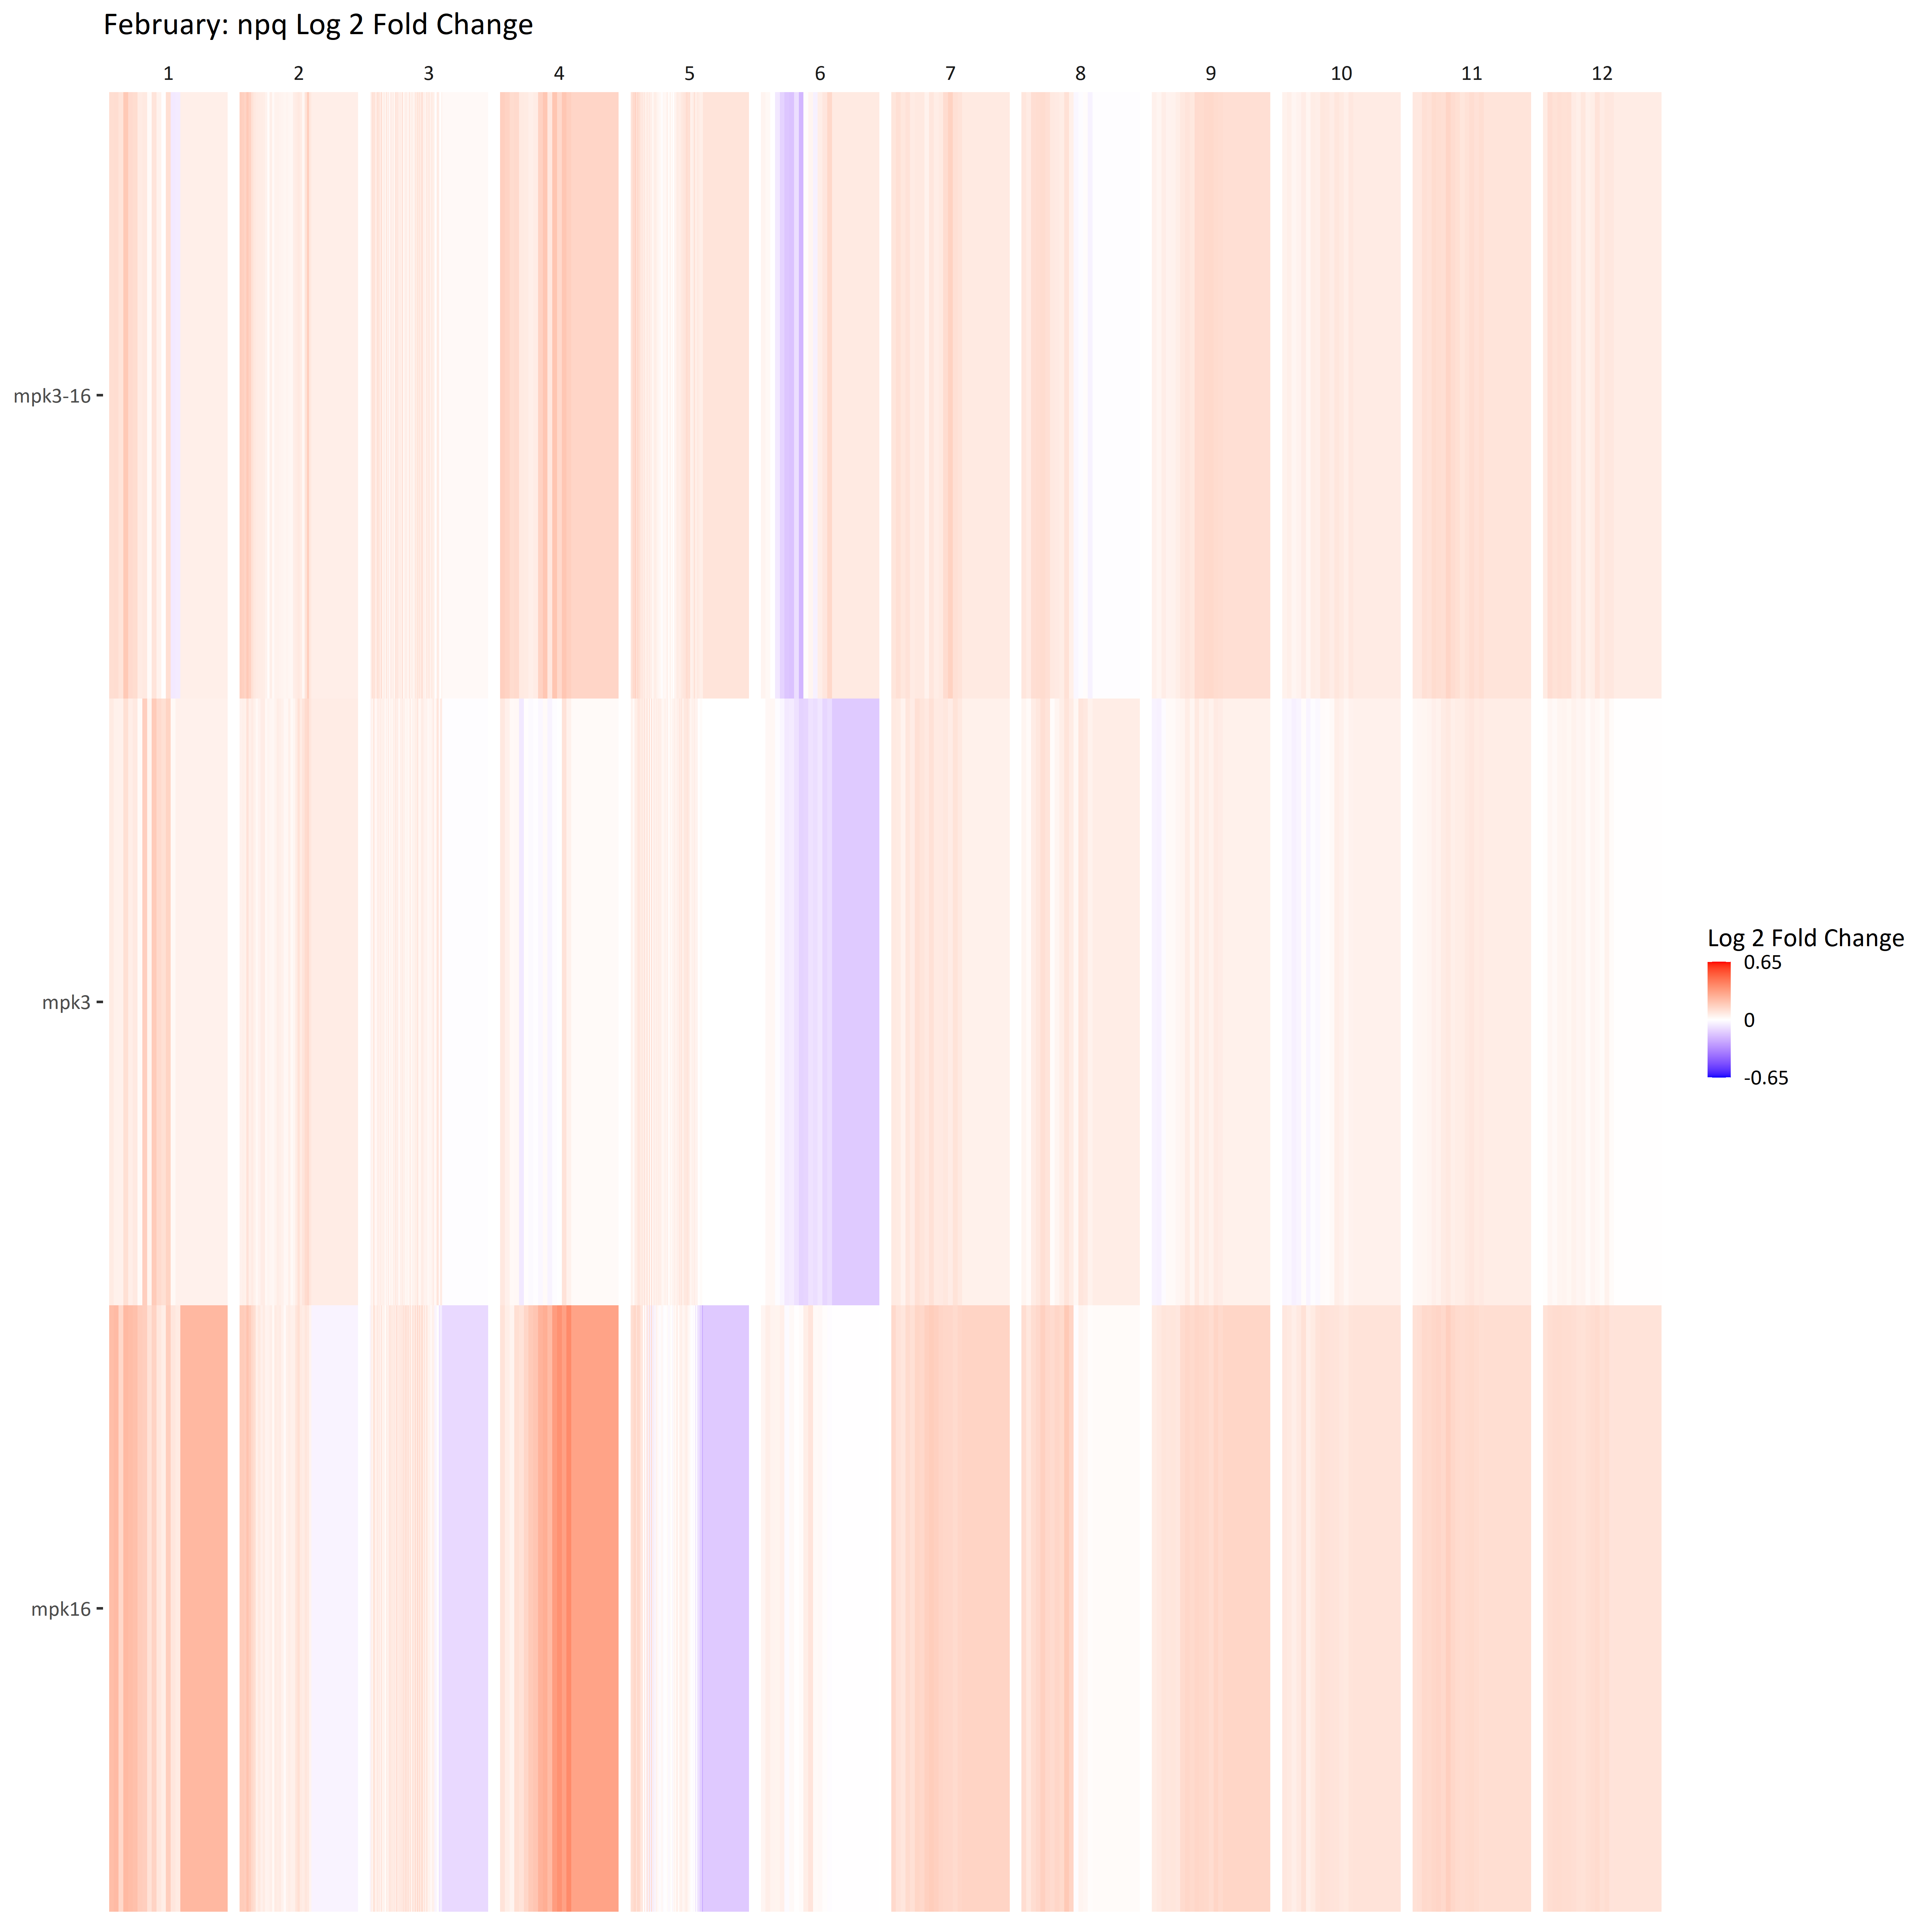 February: npq Log 2 Fold Change
1 2 3 4 5 6 7 8 9 10 11 12
mpk3-16
mpk3
mpk16
Log 2 Fold Change
0.65
0
-0.65